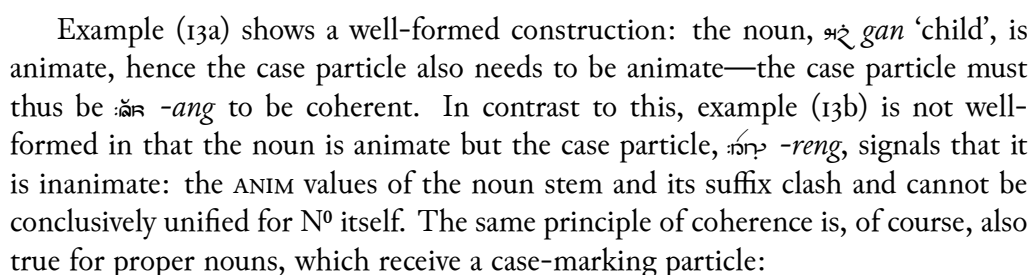 Example (13a) shows a well-formed construction: the noun, gan ‘child’, is
animate, hence the case particle also needs to be animate—the case particle must
thus be -ang to be coherent. In contrast to this, example (13b) is not well-
formed in that the noun is animate but the case particle, -reng, signals that it
is inanimate: the ANIM values of the noun stem and its suffix clash and cannot be
conclusively unified for N⁰ itself. The same principle of coherence is, of course, also
true for proper nouns, which receive a case-marking particle: